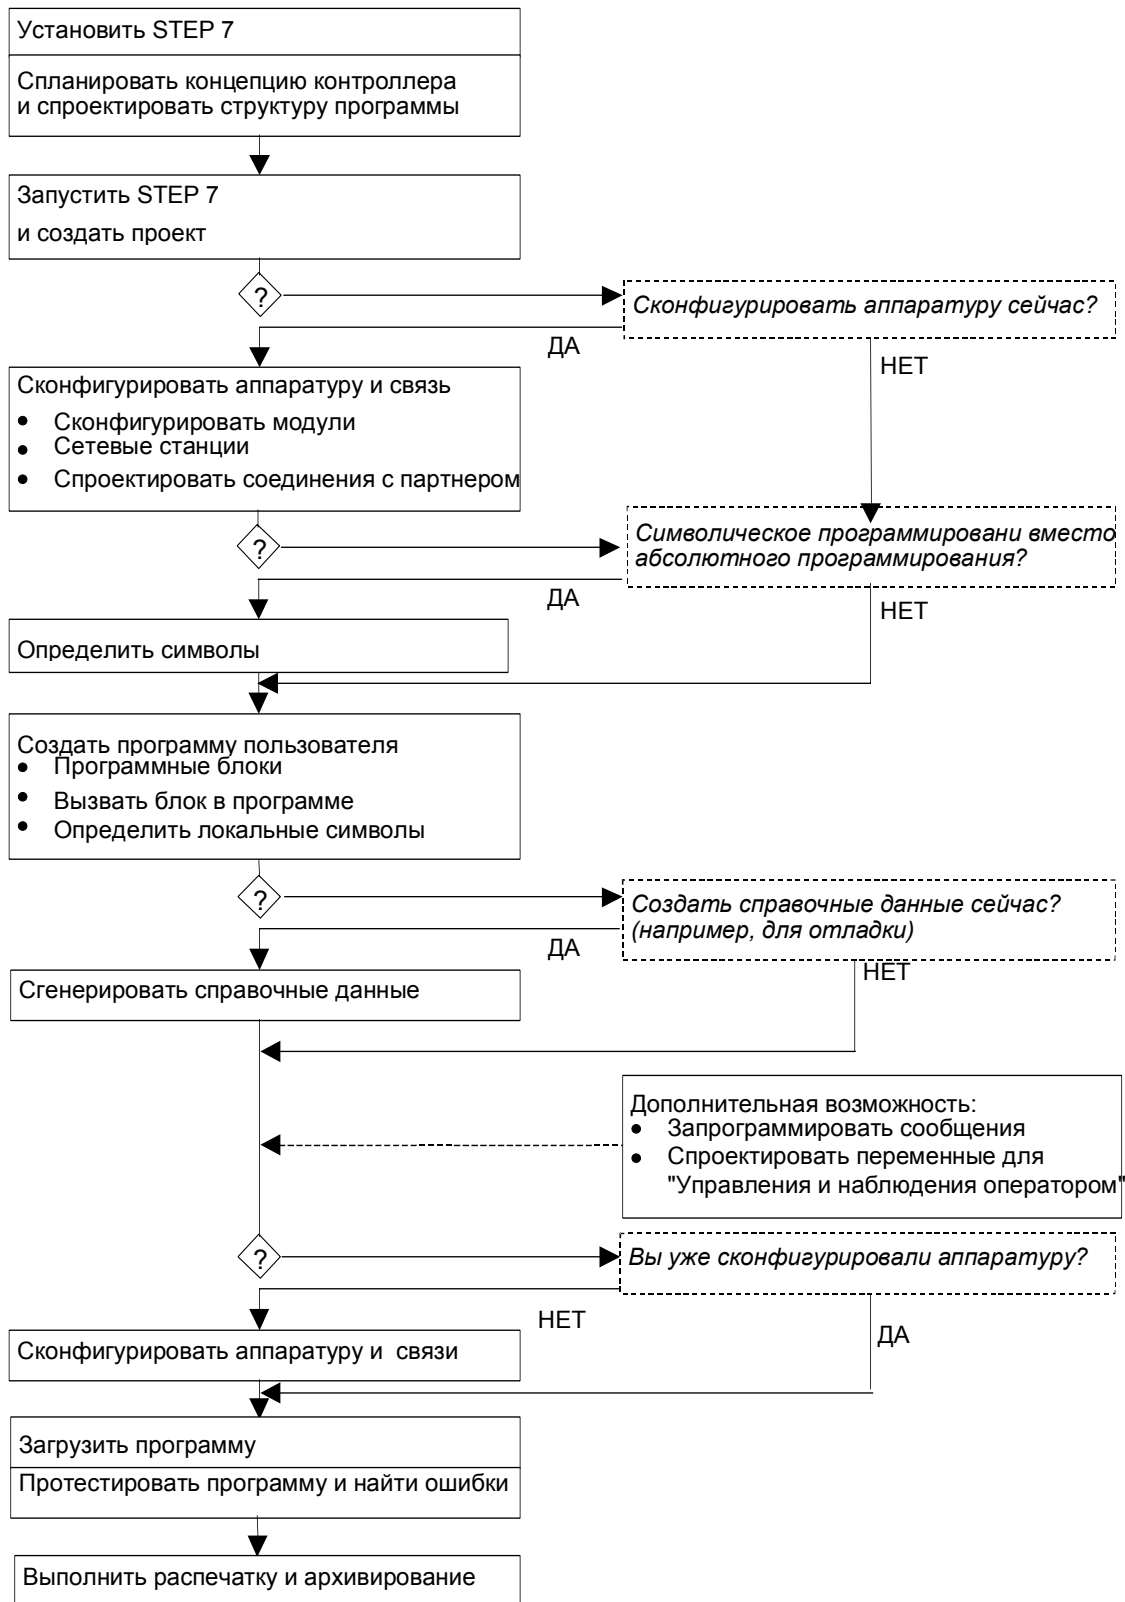 Установить STEP 7
Спланировать концепцию контроллера
и спроектировать структуру программы
Запустить STEP 7
и создать проект
?
Сконфигурировать аппаратуру сейчас?
ДА
НЕТ
Сконфигурировать аппаратуру и связь
• Сконфигурировать модули
• Сетевые станции
• Спроектировать соединения с партнером
?
Символическое программировани вместо
абсолютного программирования?
ДА
НЕТ
Определить символы
Создать программу пользователя
• Программные блоки
• Вызвать блок в программе
• Определить локальные символы
?
Создать справочные данные сейчас?
(например, для отладки)
ДА
НЕТ
Сгенерировать справочные данные
Дополнительная возможность:
• Запрограммировать сообщения
• Спроектировать переменные для
"Управления и наблюдения оператором"
?
Вы уже сконфигурировали аппаратуру?
НЕТ
ДА
Сконфигурировать аппаратуру и связи
Загрузить программу
Протестировать программу и найти ошибки
Выполнить распечатку и архивирование